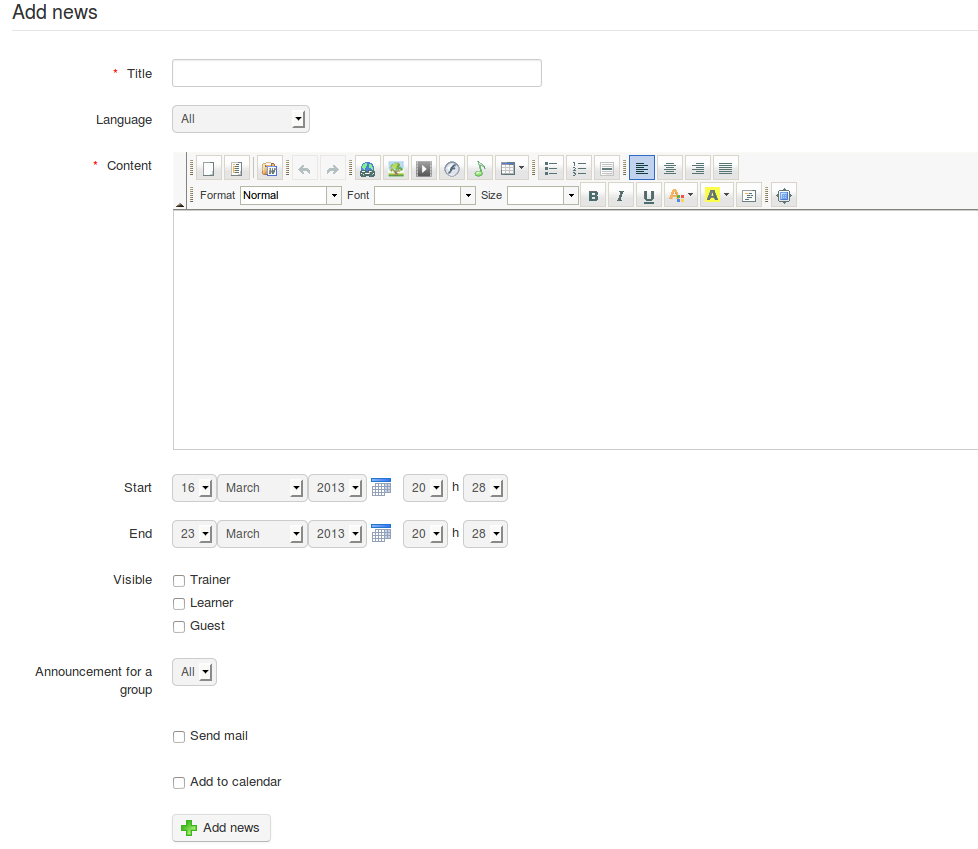 Add news
* Title
Language All
* Content
Format Normal Font Size B I U A A
Start 16 March 2013 20 h 28
End 23 March 2013 20 h 28
Visible Trainer
Learner
Guest
Announcement for a All
group
Send mail
Add to calendar
Add news